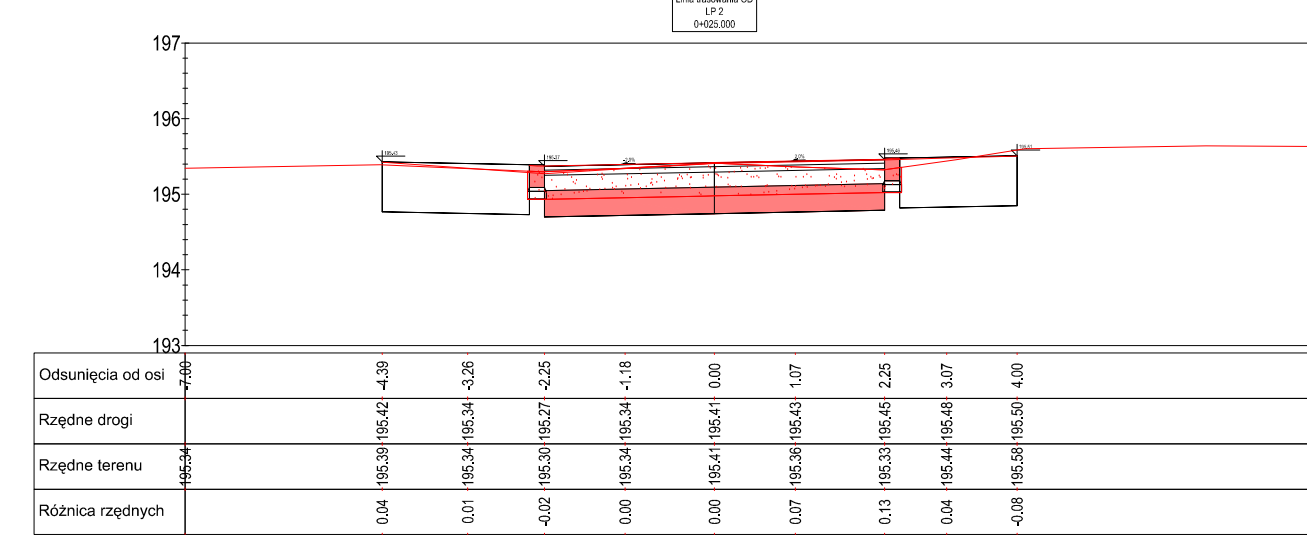 LP 2
0+025.000
197
196
195
194
193
Odsunięcia od osi -7.00 -4.39 -3.26 -2.25 -1.18 0.00 1.07 2.25 3.07 4.00
Rzędne drogi 195.42 195.34 195.27 195.34 195.41 195.43 195.45 195.48 195.50
Rzędne terenu 195.34 195.39 195.34 195.30 195.34 195.41 195.36 195.33 195.44 195.58
Różnica rzędnych 0.04 0.01 -0.02 0.00 0.00 0.07 0.13 0.04 -0.08